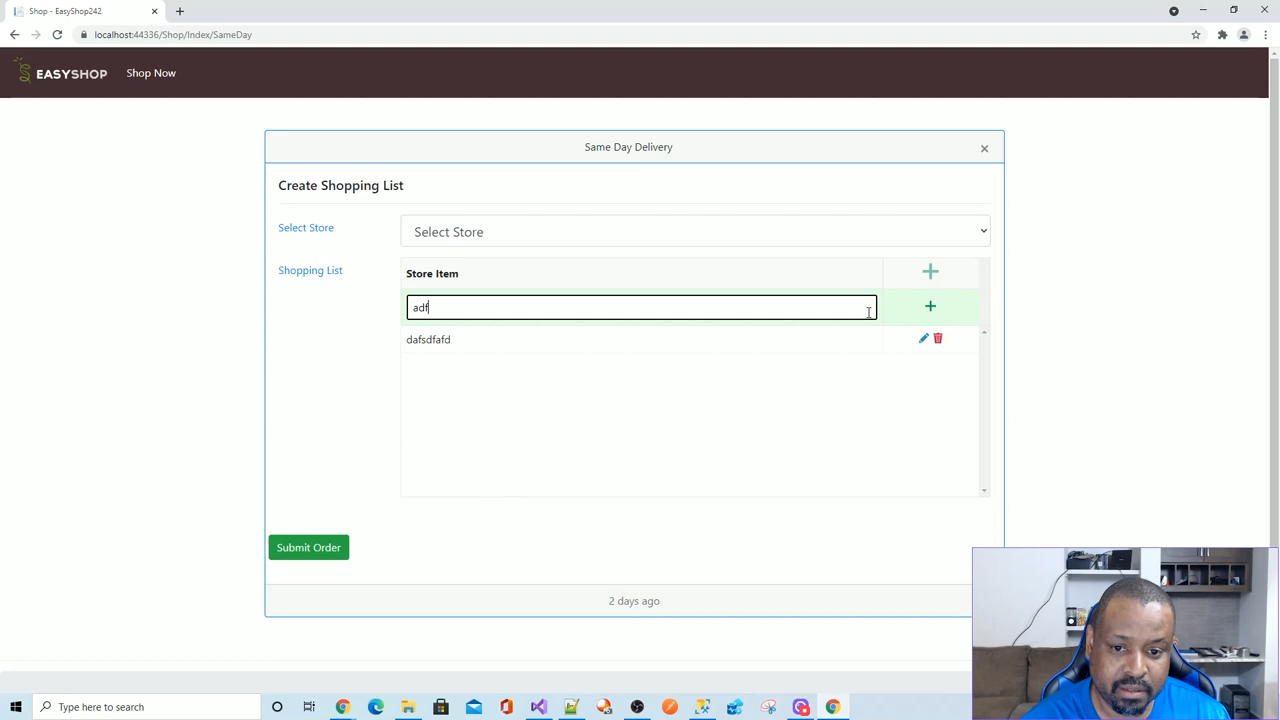 Shop - EasyShop242
localhost:44336/Shop/Index/SameDay
EASYSHOP
Shop Now
Same Day Delivery
Create Shopping List
Select Store
Select Store
Shopping List
Store Item
adf
dafsdfafd
Submit Order
2 days ago
Type here to search